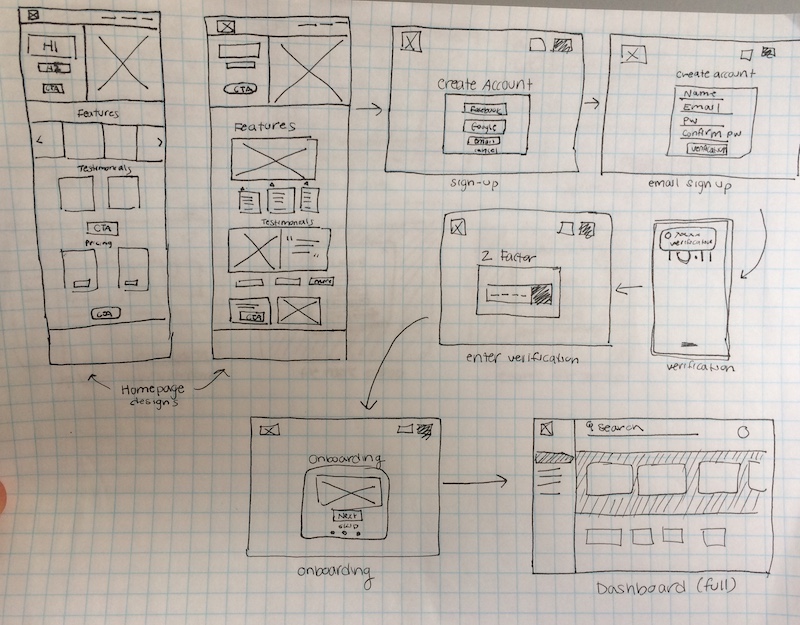 HI
CTA
Features
Testimonials
CTA
Pricing
CTA
CTA
Features
Testimonials
CTA
Homepage
designs
Create Account
Facebook
Google
email
sign-up
Create account
Name
Email
PW
Confirm PW
verification
email sign up
verification
10:11
verification
2 Factor
enter verification
Onboarding
Next
skip
onboarding
Search
Dashboard (full)